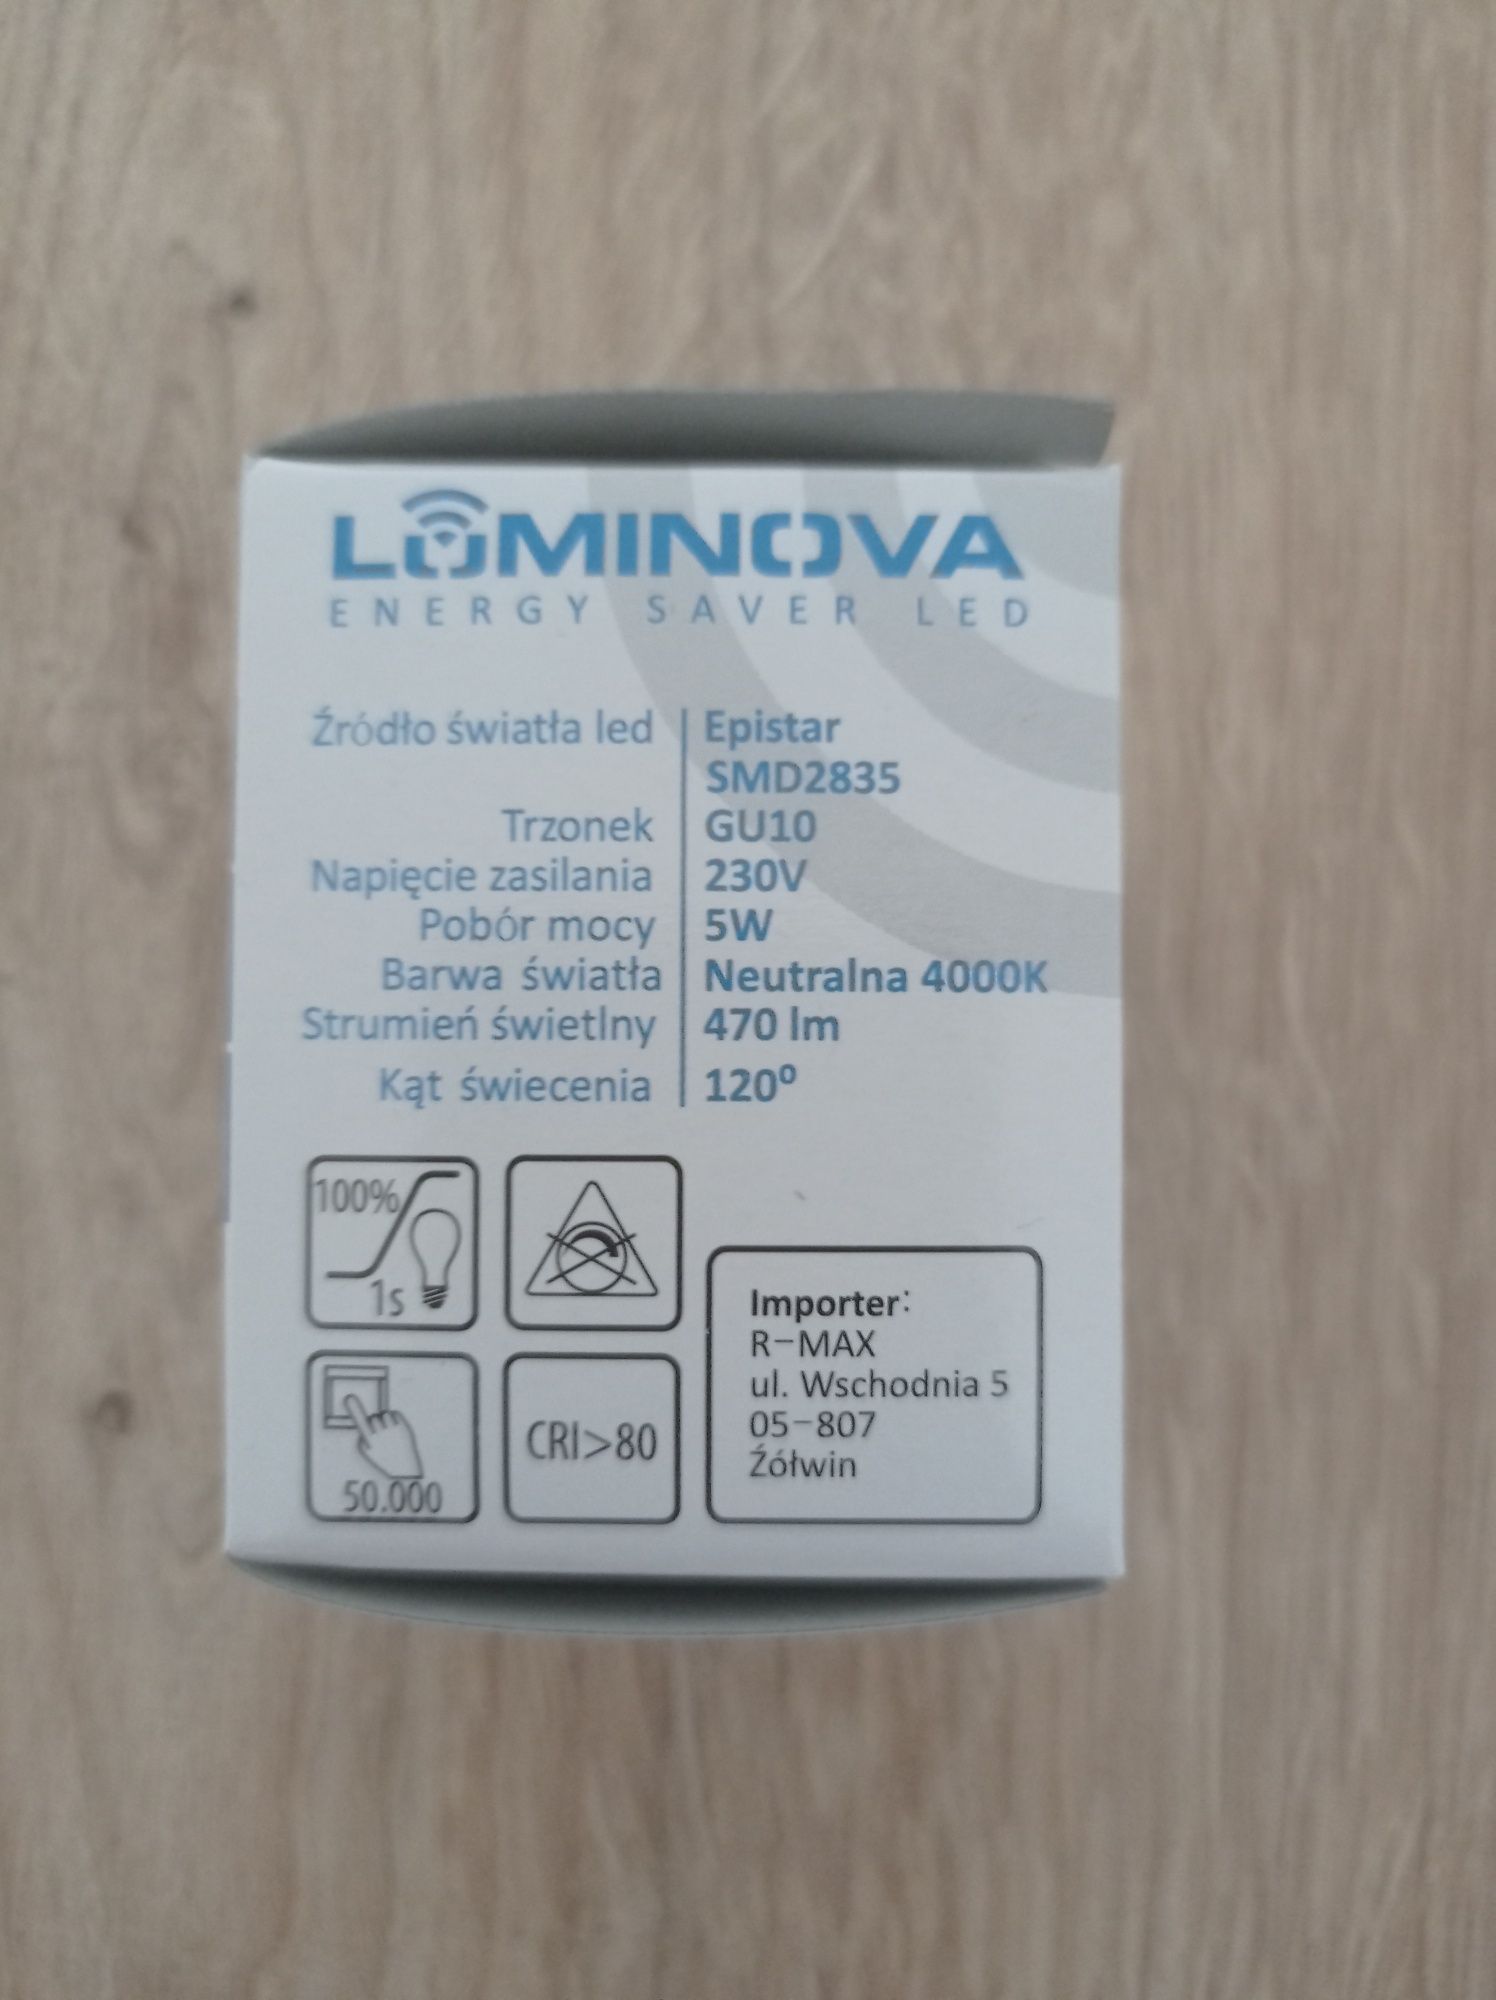 LUMINOVA
ENERGY SAVER LED
Źródło światła led Epistar
SMD2835
Trzonek GU10
Napięcie zasilania 230V
Pobór mocy 5W
Barwa światła Neutralna 4000K
Strumień świetlny 470 lm
Kąt świecenia 120⁰
100%
1s
50.000
CRI>80
Importer:
R-MAX
ul. Wschodnia 5
05-807
Żółwin